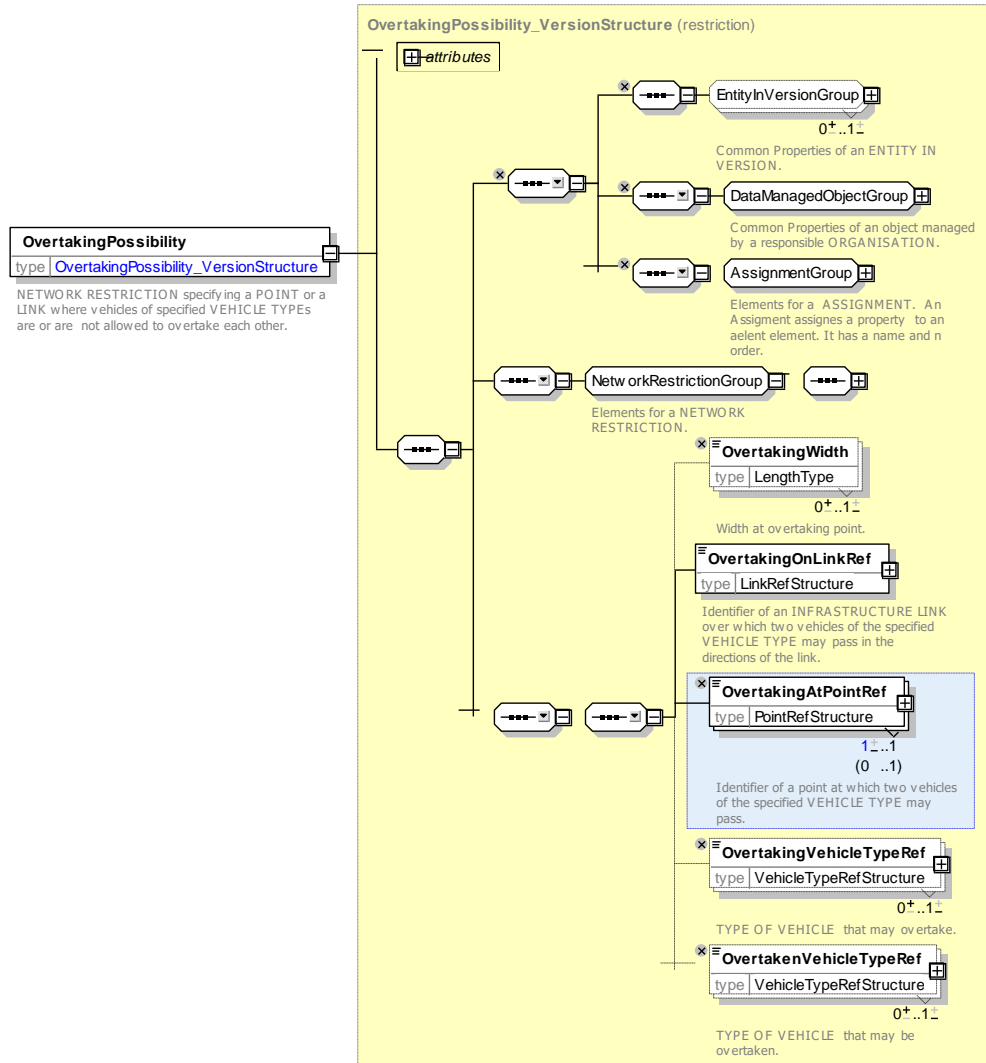 OvertakingPossibility_VersionStructure (restriction)
attributes
EntityInVersionGroup
0..1
Common Properties of an ENTITY IN
VERSION.
DataManagedObjectGroup
Common Properties of an object managed
by a responsible ORGANISATION.
AssignmentGroup
Elements for a ASSIGNMENT. An
Assigment assignes a property to an
aelent element. It has a name and n
order.
OvertakingPossibility
type OvertakingPossibility_VersionStructure
NETWORK RESTRICTION specifying a POINT or a
LINK where vehicles of specified VEHICLE TYPEs
are or are not allowed to overtake each other.
NetworkRestrictionGroup
Elements for a NETWORK
RESTRICTION.
OvertakingWidth
type LengthType
0..1
Width at overtaking point.
OvertakingOnLinkRef
type LinkRefStructure
Identifier of an INFRASTRUCTURE LINK
over which two vehicles of the specified
VEHICLE TYPE may pass in the
directions of the link.
OvertakingAtPointRef
type PointRefStructure
1..1
(0 ..1)
Identifier of a point at which two vehicles
of the specified VEHICLE TYPE may
pass.
OvertakingVehicleTypeRef
type VehicleTypeRefStructure
0..1
TYPE OF VEHICLE that may overtake.
OvertakenVehicleTypeRef
type VehicleTypeRefStructure
0..1
TYPE OF VEHICLE that may be
overtaken.